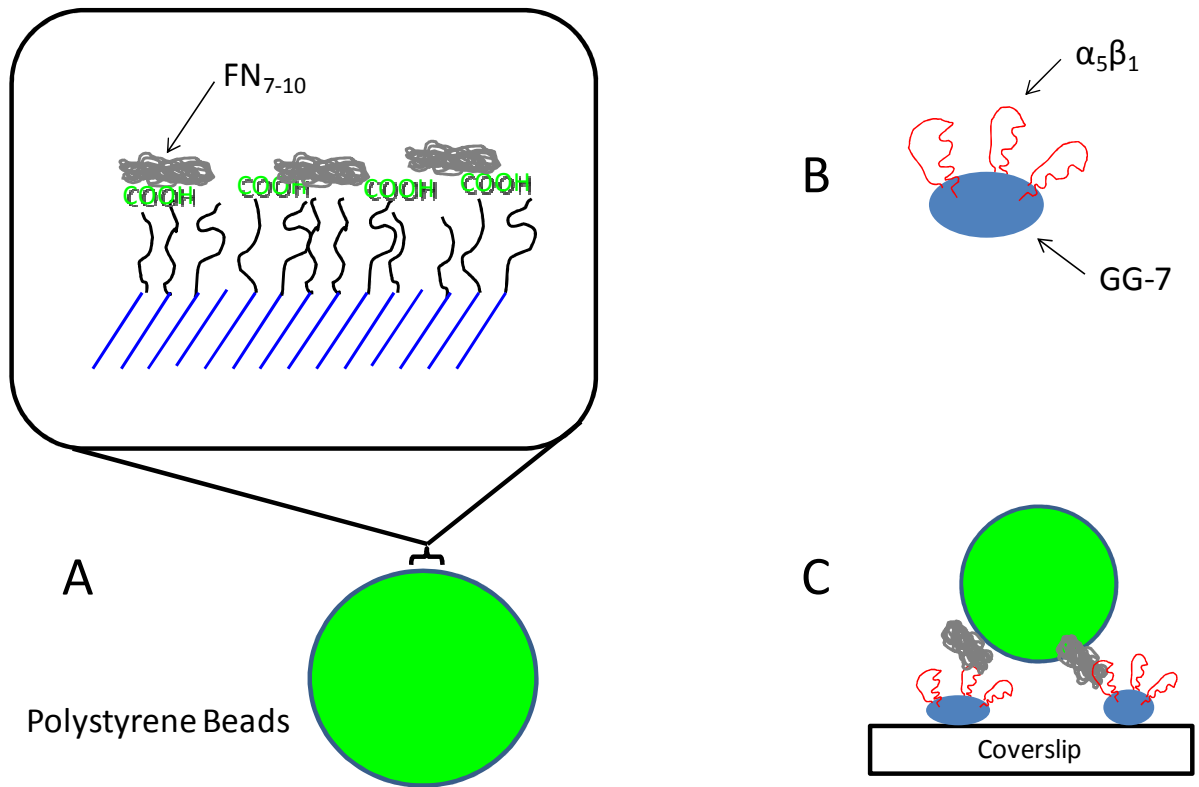 FN7-10
COOH
COOH
COOH
COOH
A
Polystyrene Beads
α5β1
B
GG-7
C
Coverslip